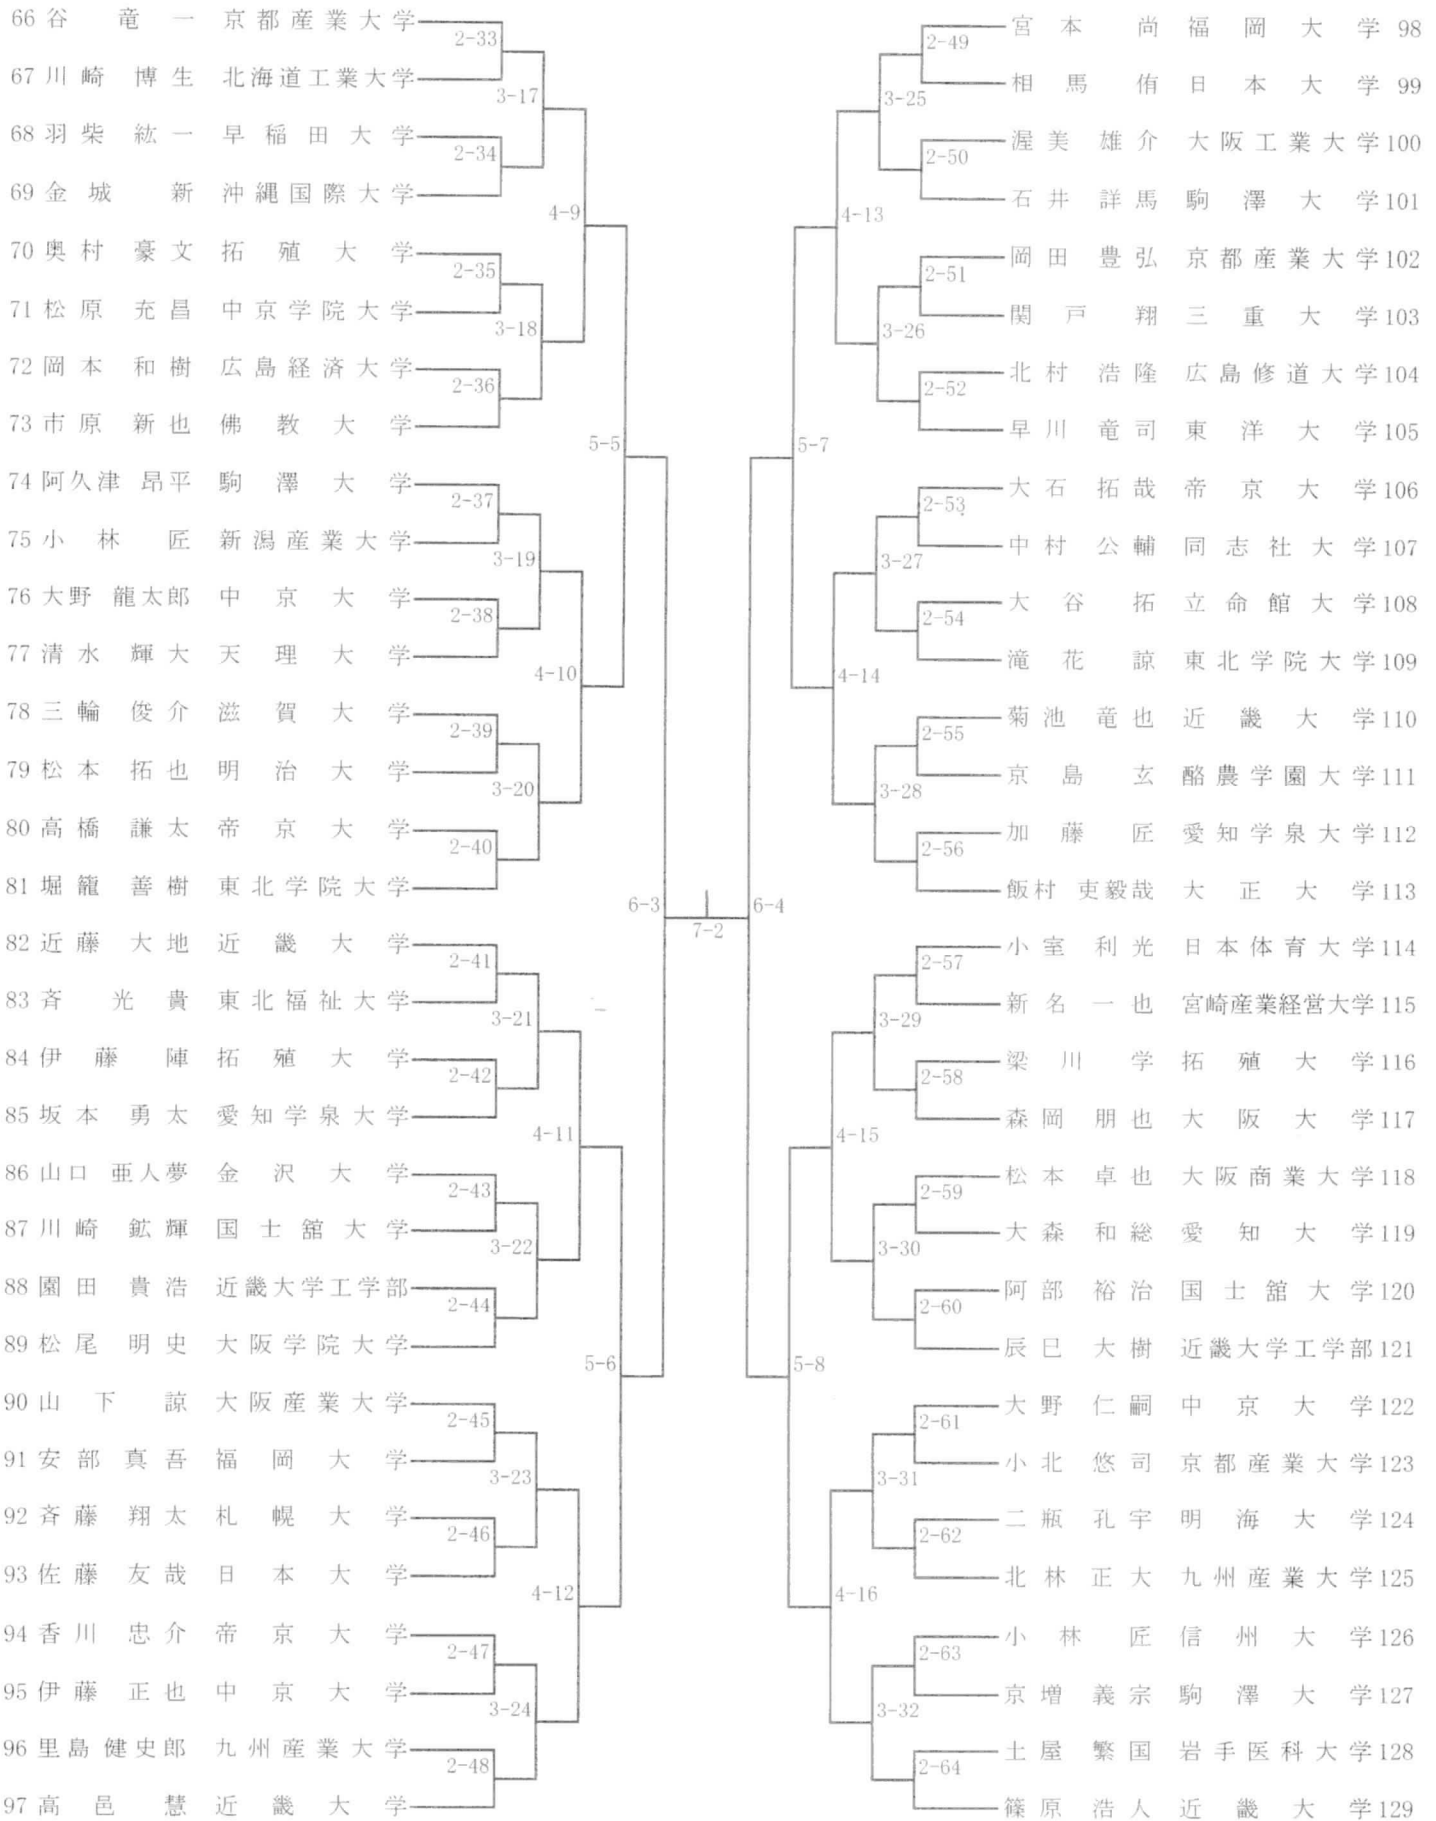 66 谷 竜 一 京都産業大学
2-33
67 川崎 博生 北海道工業大学
3-17
68 羽柴 紘一 早稲田大学
2-34
69 金城 新 沖縄国際大学
4-9
70 奥村 豪文 拓殖大学
2-35
71 松原 充昌 中京学院大学
3-18
72 岡本 和樹 広島経済大学
2-36
73 市原 新也 佛教大学
5-5
74 阿久津 昂平 駒澤大学
2-37
75 小林 匠 新潟産業大学
3-19
76 大野 龍太郎 中京大学
2-38
77 清水 輝大 天理大学
4-10
78 三輪 俊介 滋賀大学
2-39
79 松本 拓也 明治大学
3-20
80 高橋 謙太 帝京大学
2-40
81 堀籠 善樹 東北学院大学
6-3
82 近藤 大地 近畿大学
2-41
83 斉 光貴 東北福祉大学
3-21
84 伊藤 陣 拓殖大学
2-42
85 坂本 勇太 愛知学泉大学
4-11
86 山口 亜人夢 金沢大学
2-43
87 川崎 鉱輝 国士舘大学
3-22
88 園田 貴浩 近畿大学工学部
2-44
89 松尾 明史 大阪学院大学
5-6
90 山下 諒 大阪産業大学
2-45
91 安部 真吾 福岡大学
3-23
92 斉藤 翔太 札幌大学
2-46
93 佐藤 友哉 日本大学
4-12
94 香川 忠介 帝京大学
2-47
95 伊藤 正也 中京大学
3-24
96 里島 健史郎 九州産業大学
2-48
97 高邑 慧 近畿大学
7-2
宮本 尚 福岡大学 98
2-49
相馬 侑 日本大学 99
3-25
渥美 雄介 大阪工業大学 100
2-50
石井 詳馬 駒澤大学 101
4-13
岡田 豊弘 京都産業大学 102
2-51
関戸 翔 三重大学 103
3-26
北村 浩隆 広島修道大学 104
2-52
早川 竜司 東洋大学 105
5-7
大石 拓哉 帝京大学 106
2-53
中村 公輔 同志社大学 107
3-27
大谷 拓 立命館大学 108
2-54
滝花 諒 東北学院大学 109
4-14
菊池 竜也 近畿大学 110
2-55
京島 玄 酪農学園大学 111
3-28
加藤 匠 愛知学泉大学 112
2-56
飯村 吏毅哉 大正大学 113
6-4
小室 利光 日本体育大学 114
2-57
新名 一也 宮崎産業経営大学 115
3-29
梁川 学 拓殖大学 116
2-58
森岡 朋也 大阪大学 117
4-15
松本 卓也 大阪商業大学 118
2-59
大森 和総 愛知大学 119
3-30
阿部 裕治 国士舘大学 120
2-60
辰巳 大樹 近畿大学工学部 121
5-8
大野 仁嗣 中京大学 122
2-61
小北 悠司 京都産業大学 123
3-31
二瓶 孔宇 明海大学 124
2-62
北林 正大 九州産業大学 125
4-16
小林 匠 信州大学 126
2-63
京増 義宗 駒澤大学 127
3-32
土屋 繁国 岩手医科大学 128
2-64
篠原 浩人 近畿大学 129